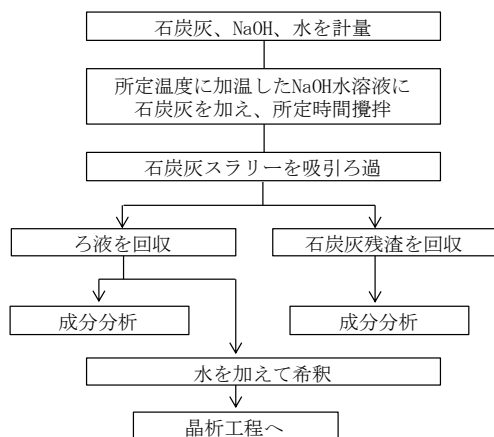 石炭灰、NaOH、水を計量
所定温度に加温したNaOH水溶液に
石炭灰を加え、所定時間攪拌
石炭灰スラリーを吸引ろ過
ろ液を回収
石炭灰残渣を回収
成分分析
成分分析
水を加えて希釈
晶析工程へ